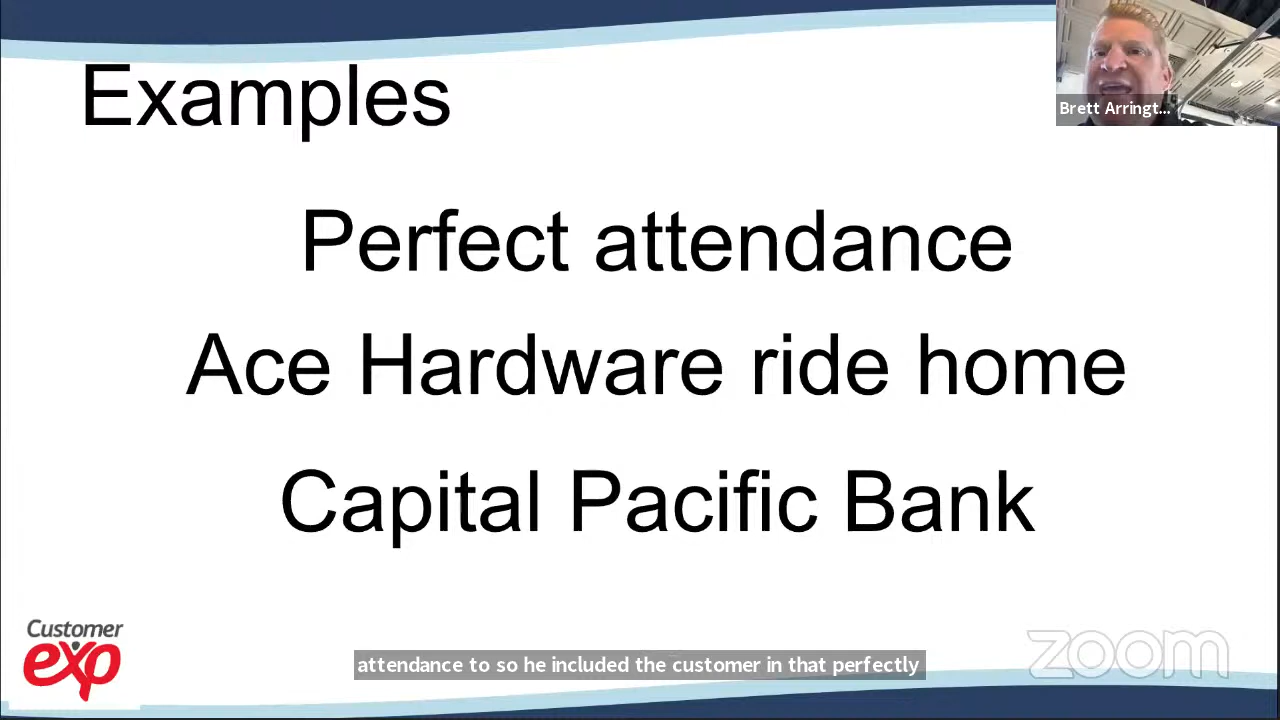 Examples
Brett Arringt...
Perfect attendance
Ace Hardware ride home
Capital Pacific Bank
Customer
exp
zoom
attendance to so he included the customer in that perfectly